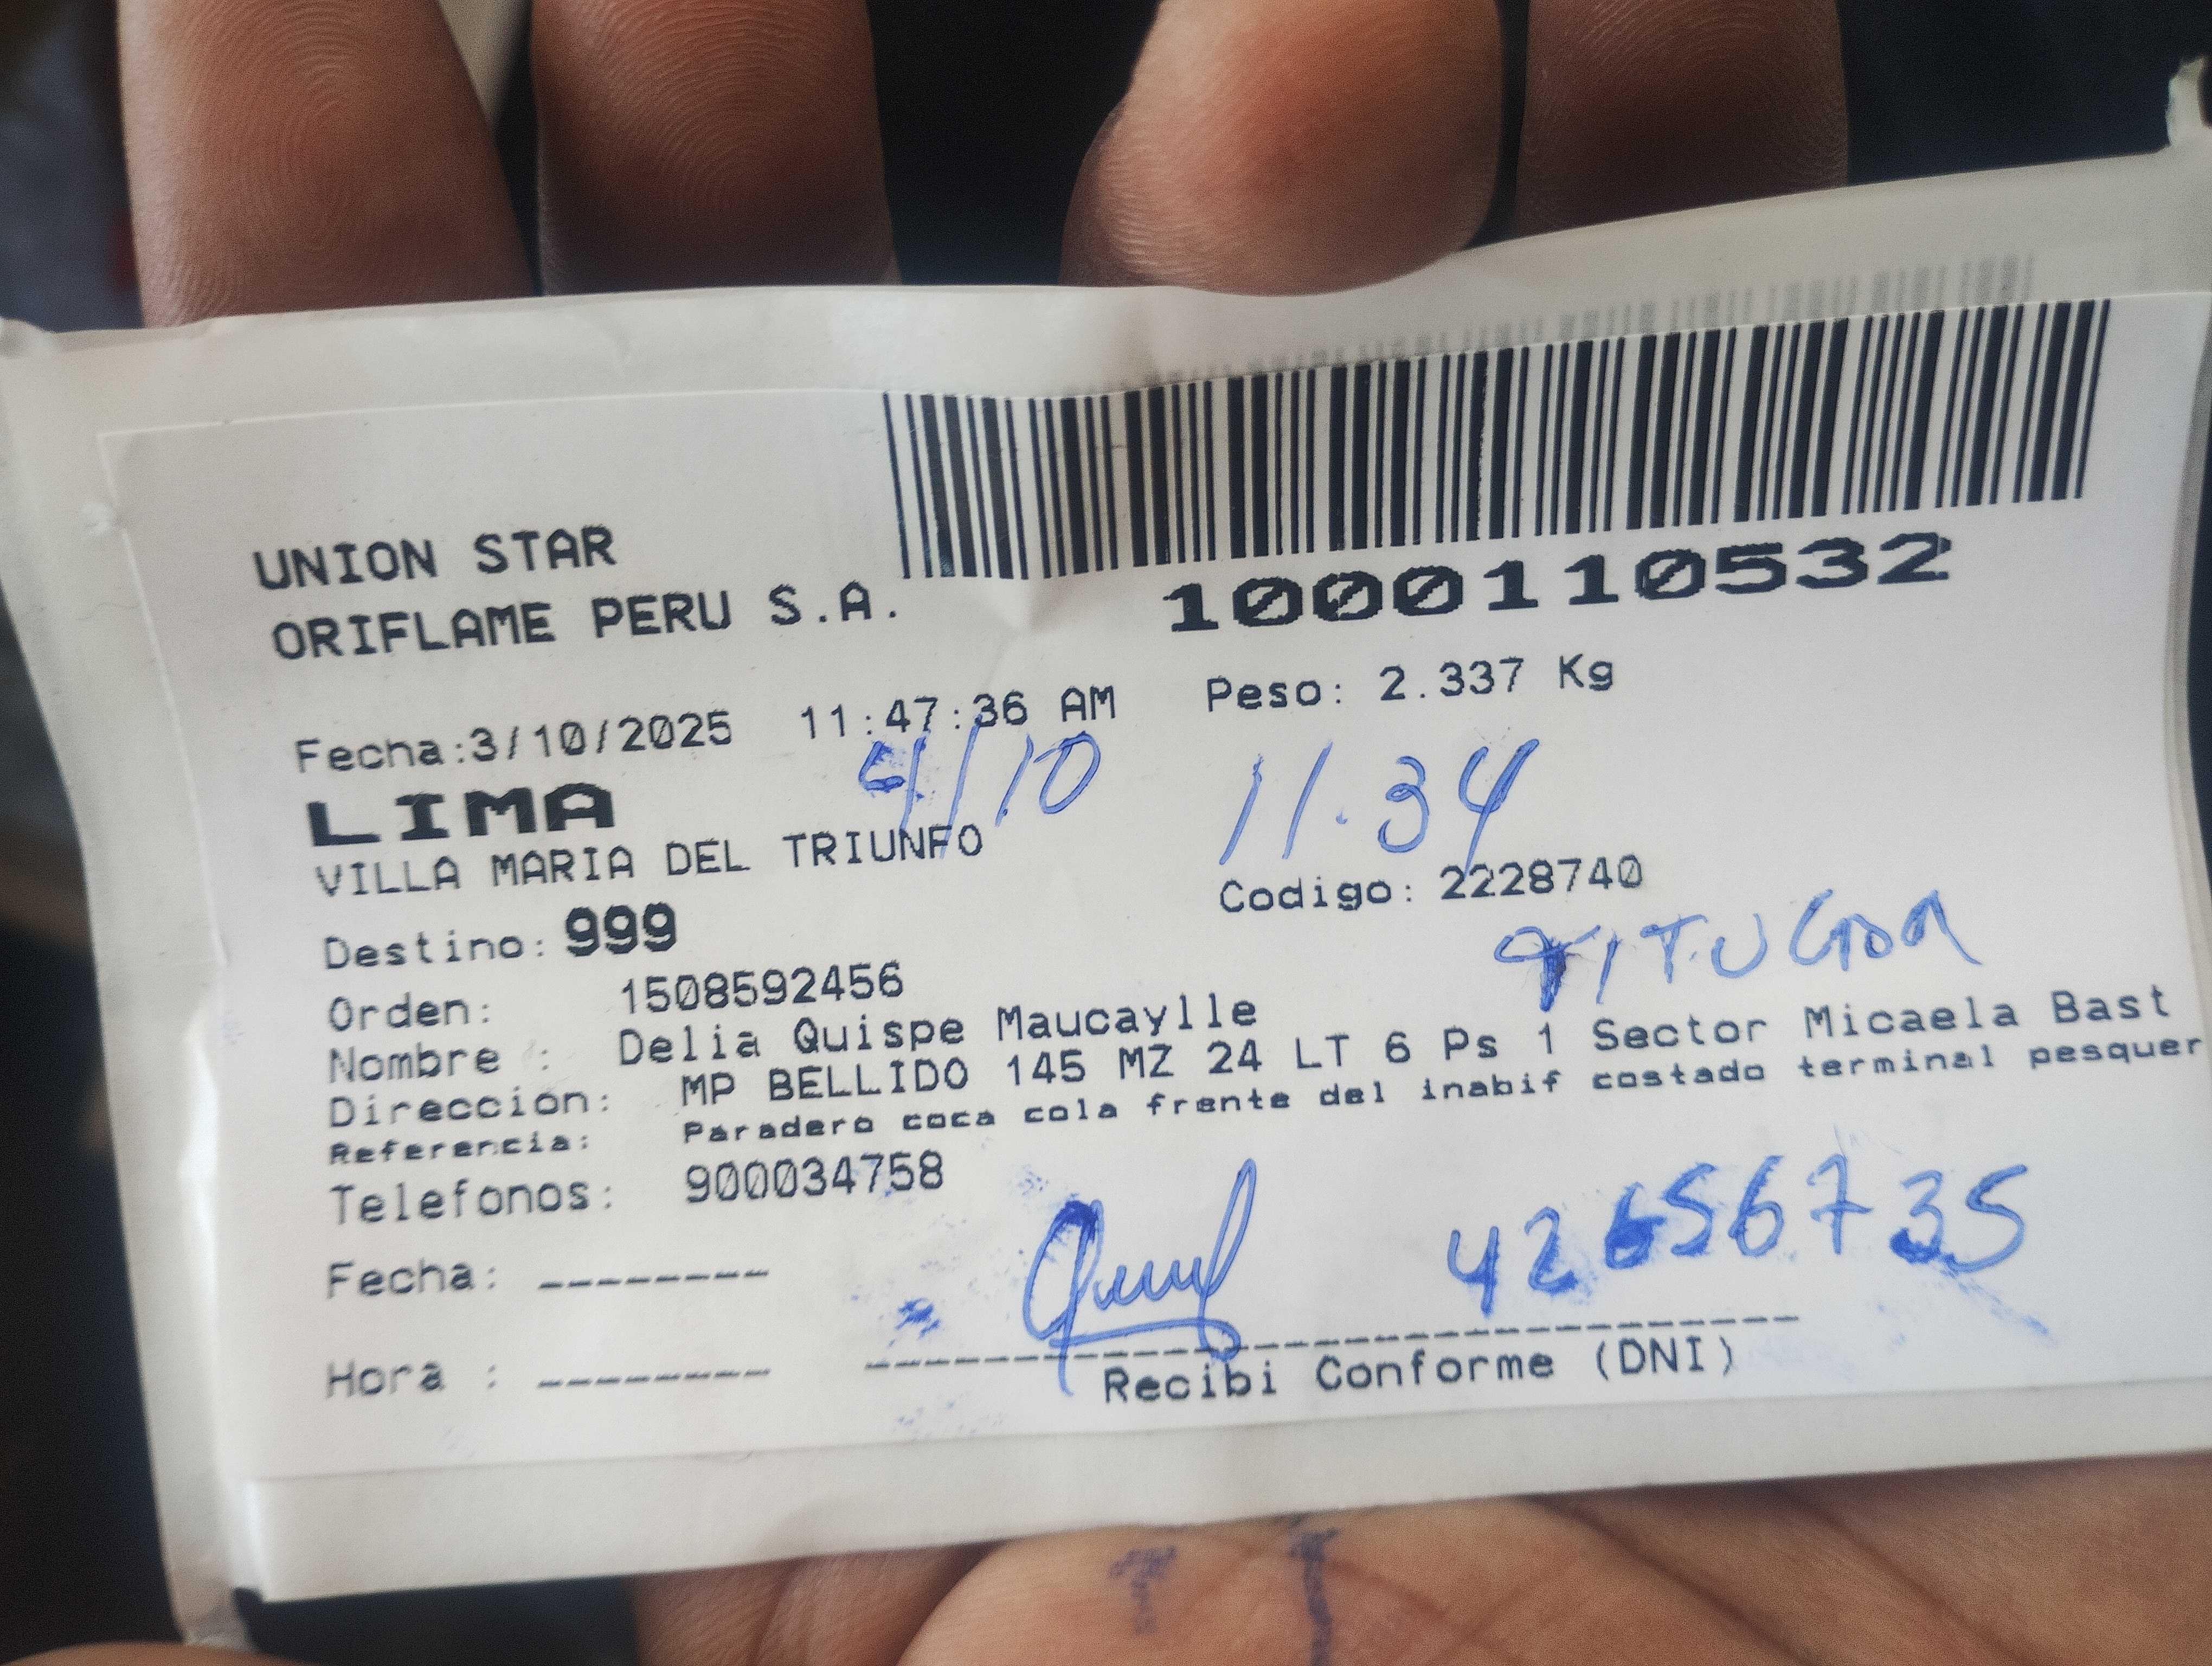 UNION STAR
ORIFLAME PERU S.A.
1000110532
Fecha:3/10/2025 11:47:36 AM Peso: 2.337 Kg
4/10 11.34
LIMA
VILLA MARIA DEL TRIUNFO
Codigo: 2228740
Destino: 999
TITUGDA
Orden: 1508592456
Nombre : Delia Quispe Maucaylle
Dirección: MP BELLIDO 145 MZ 24 LT 6 Ps 1 Sector Micaela Bast
Referencia: Paradero coca cola frente del inabif costado terminal pesquer
Telefonos: 900034758
42656735
Fecha: --------
Hora : --------
Recibi Conforme (DNI)